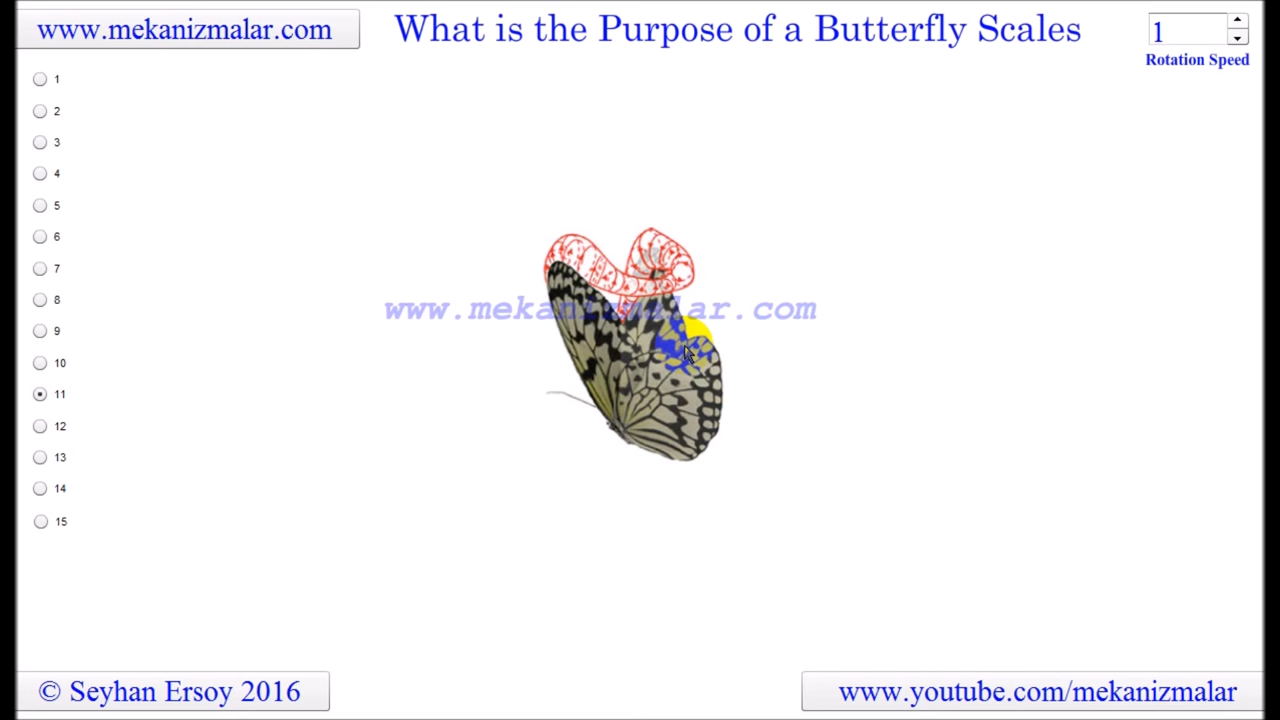 www.mekanizmalar.com
What is the Purpose of a Butterfly Scales
1
Rotation Speed
1
2
3
4
5
6
7
8
9
10
11
12
13
14
15
www.mekanizmalar.com
© Seyhan Ersoy 2016
www.youtube.com/mekanizmalar